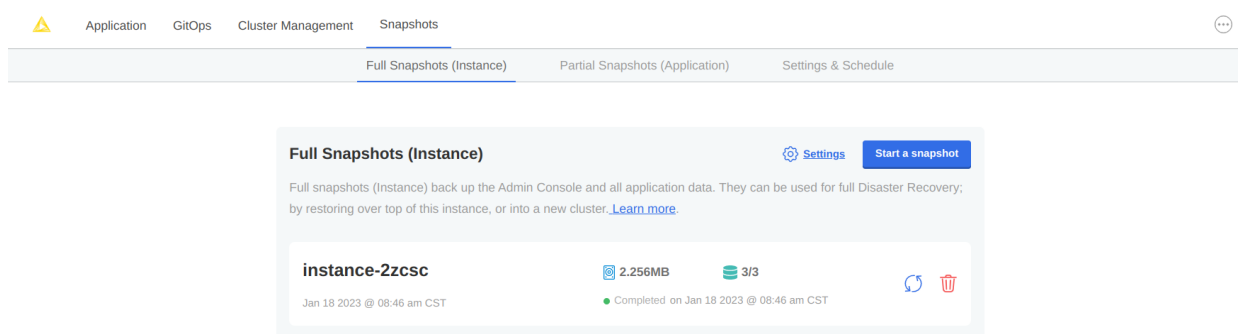 Application GitOps Cluster Management Snapshots
Full Snapshots (Instance) Partial Snapshots (Application) Settings & Schedule
Full Snapshots (Instance) Settings Start a snapshot
Full snapshots (Instance) back up the Admin Console and all application data. They can be used for full Disaster Recovery;
by restoring over top of this instance, or into a new cluster. Learn more.
instance-2zcsc 2.256MB 3/3
Jan 18 2023 @ 08:46 am CST Completed on Jan 18 2023 @ 08:46 am CST